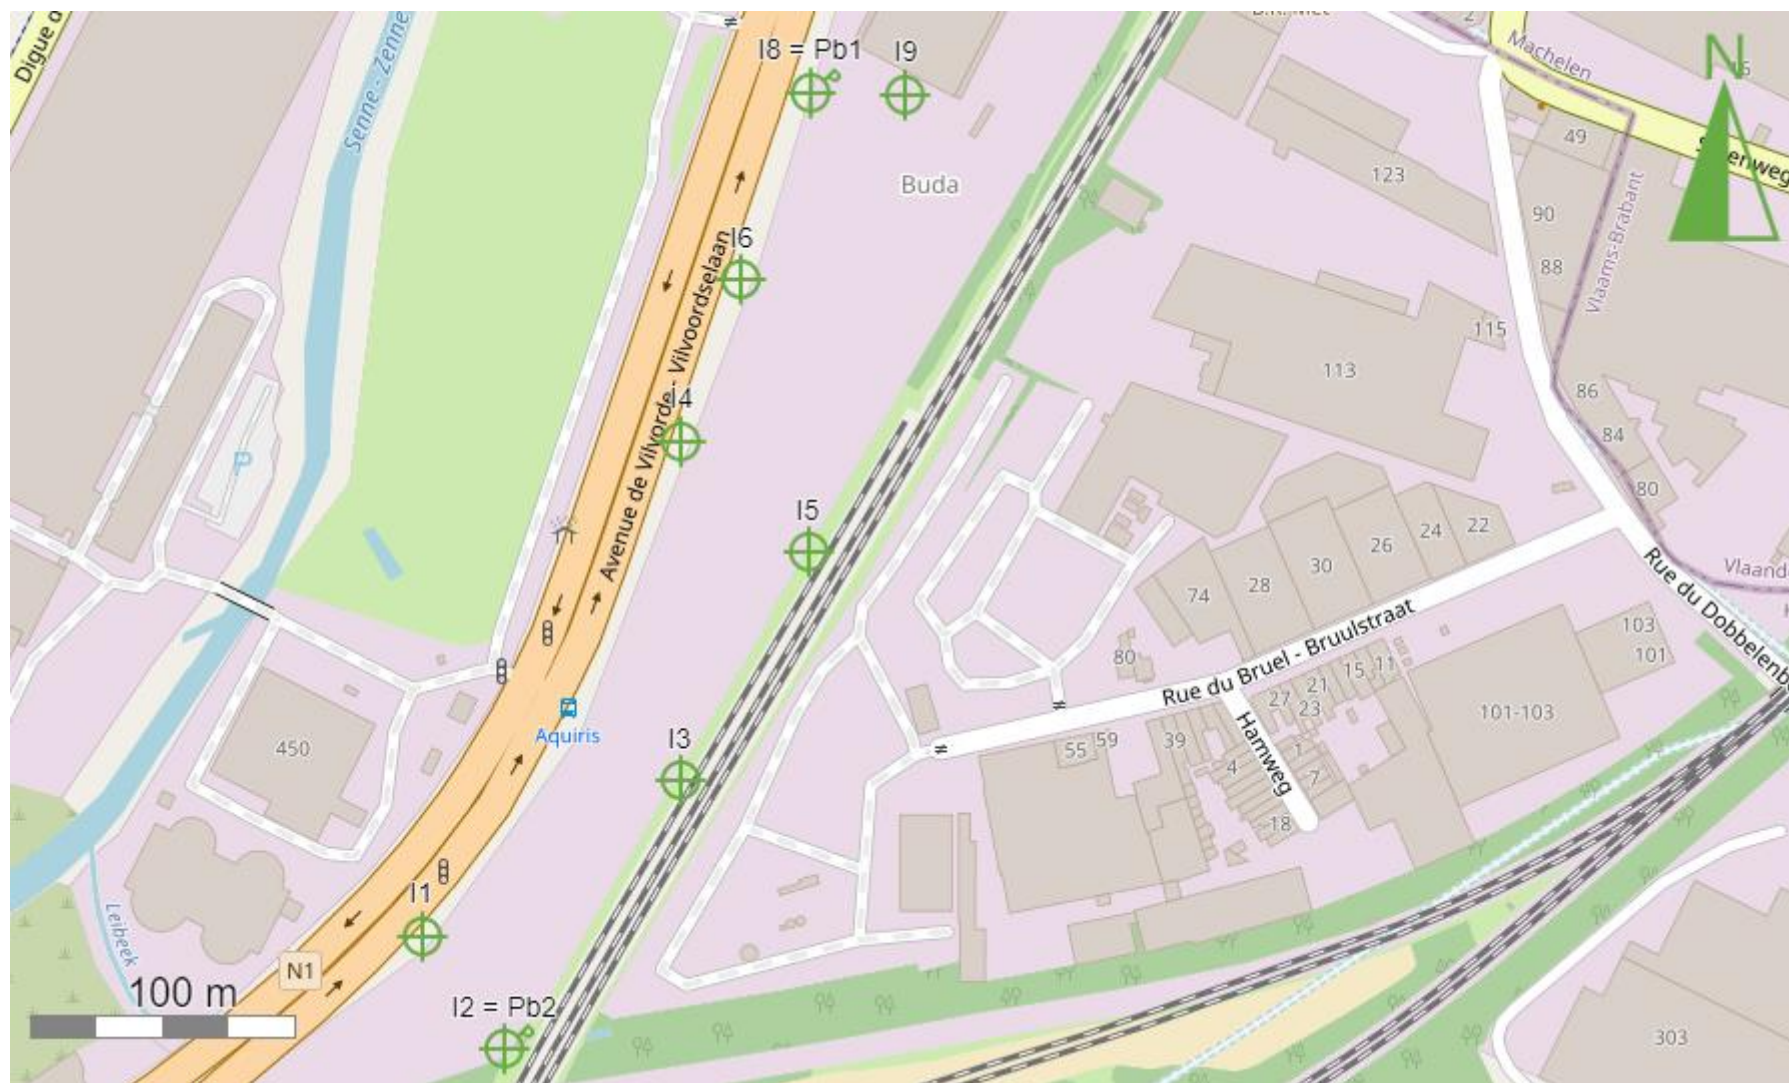 Digue d
Senne - Zenne
I8 = Pb1
I9
2
Machelen
N
49
123
Buda
90
Vlaams-Brabant
88
I6
115
113
I4
86
84
Avenue de Vilvorde - Vilvoordselaan
P
80
I5
22
24
26
30
28
74
Vlaand
Rue du Dobbelenb
103
101
80
Rue du Bruel - Bruulstraat
11
15
21
27
23
101-103
Aquiris
450
I3
55
59
39
Hamweg
1
4
7
18
I1
Leibeek
N1
100 m
I2 = Pb2
303